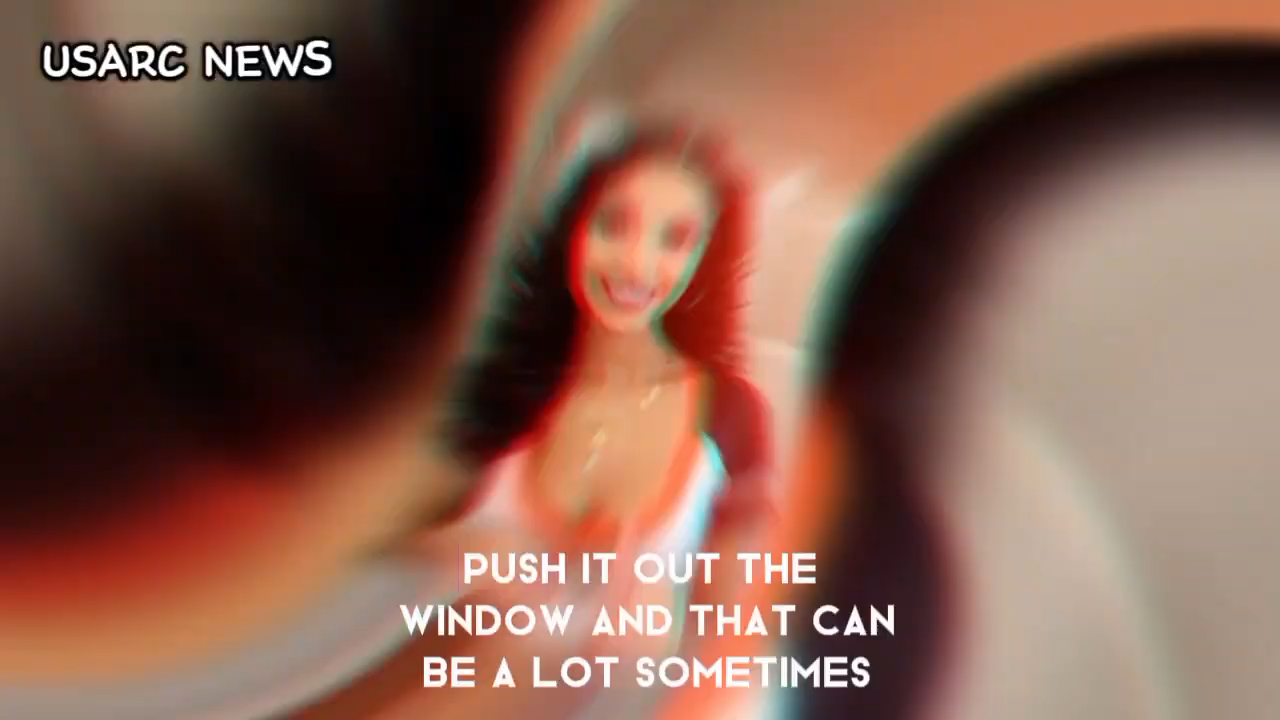 USARC NEWS
PUSH IT OUT THE
WINDOW AND THAT CAN
BE A LOT SOMETIMES